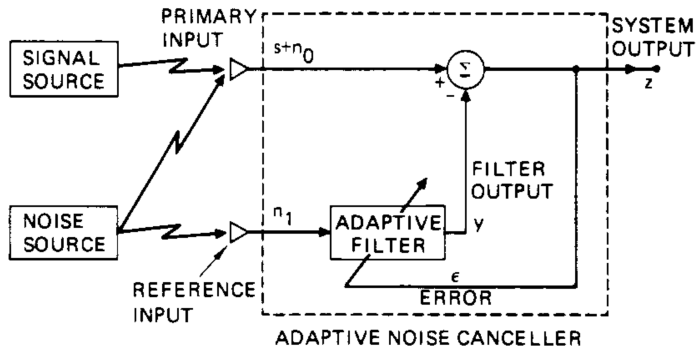 PRIMARY
INPUT
SYSTEM
OUTPUT
SIGNAL
SOURCE
s+n0
Σ
+
−
z
FILTER
OUTPUT
NOISE
SOURCE
n1
ADAPTIVE
FILTER
y
REFERENCE
INPUT
ϵ
ERROR
ADAPTIVE NOISE CANCELLER